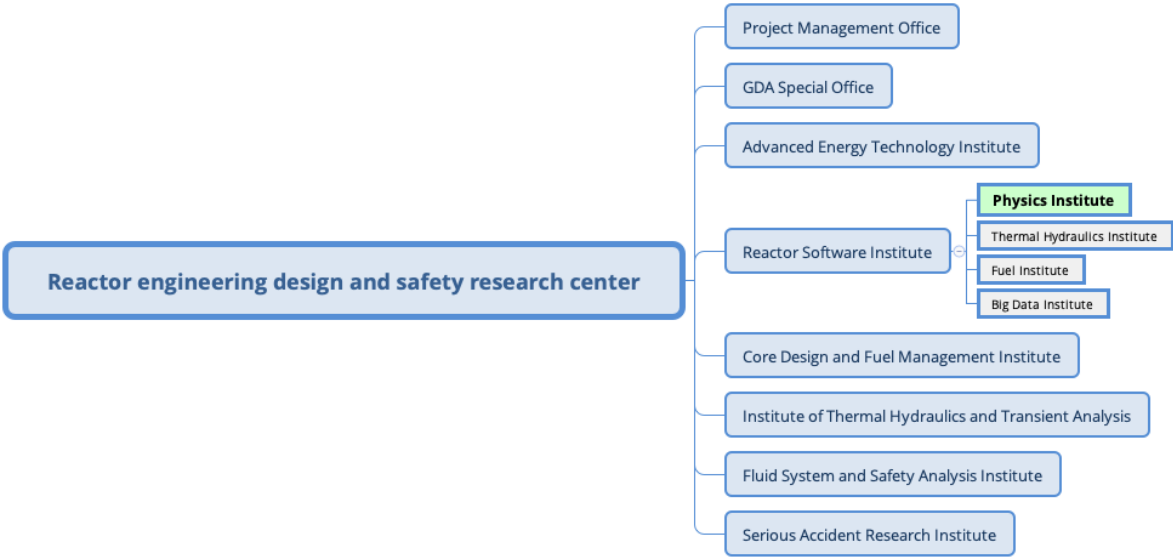 Project Management Office
GDA Special Office
Advanced Energy Technology Institute
Physics Institute
Thermal Hydraulics Institute
Reactor Software Institute
Fuel Institute
Big Data Institute
Reactor engineering design and safety research center
Core Design and Fuel Management Institute
Institute of Thermal Hydraulics and Transient Analysis
Fluid System and Safety Analysis Institute
Serious Accident Research Institute